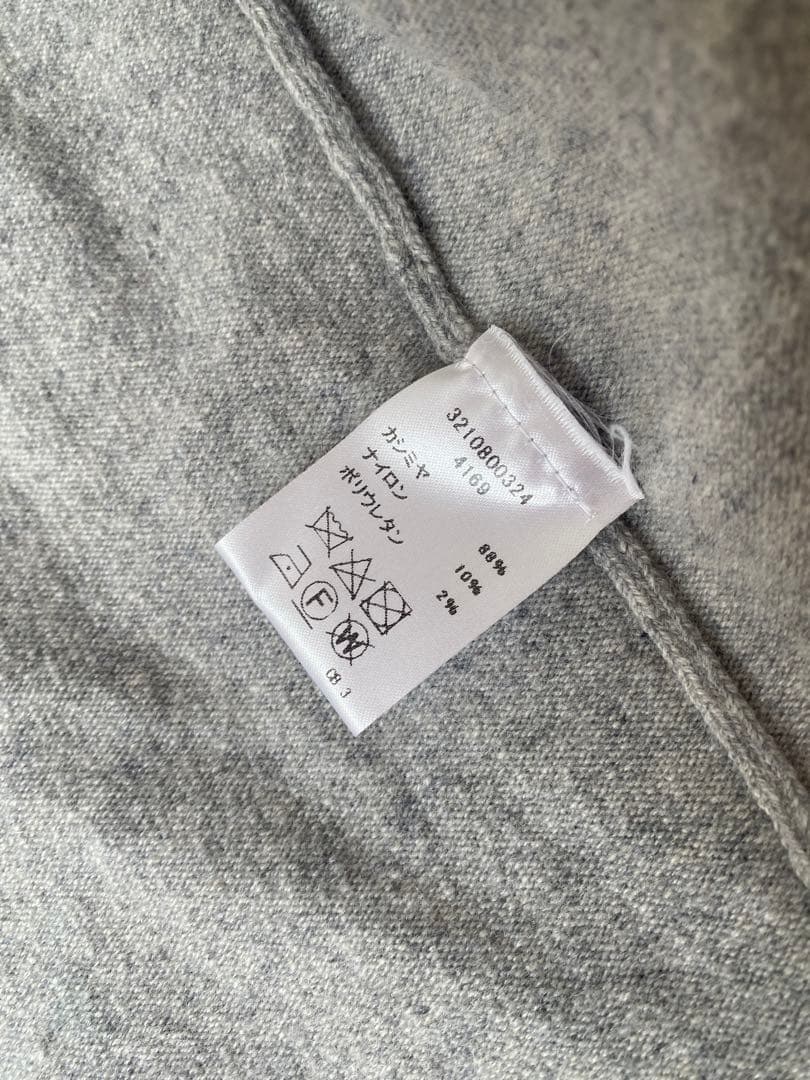 3210800324
4169
カシミヤ 88%
ナイロン 10%
ポリウレタン 2%
F W
CB 3